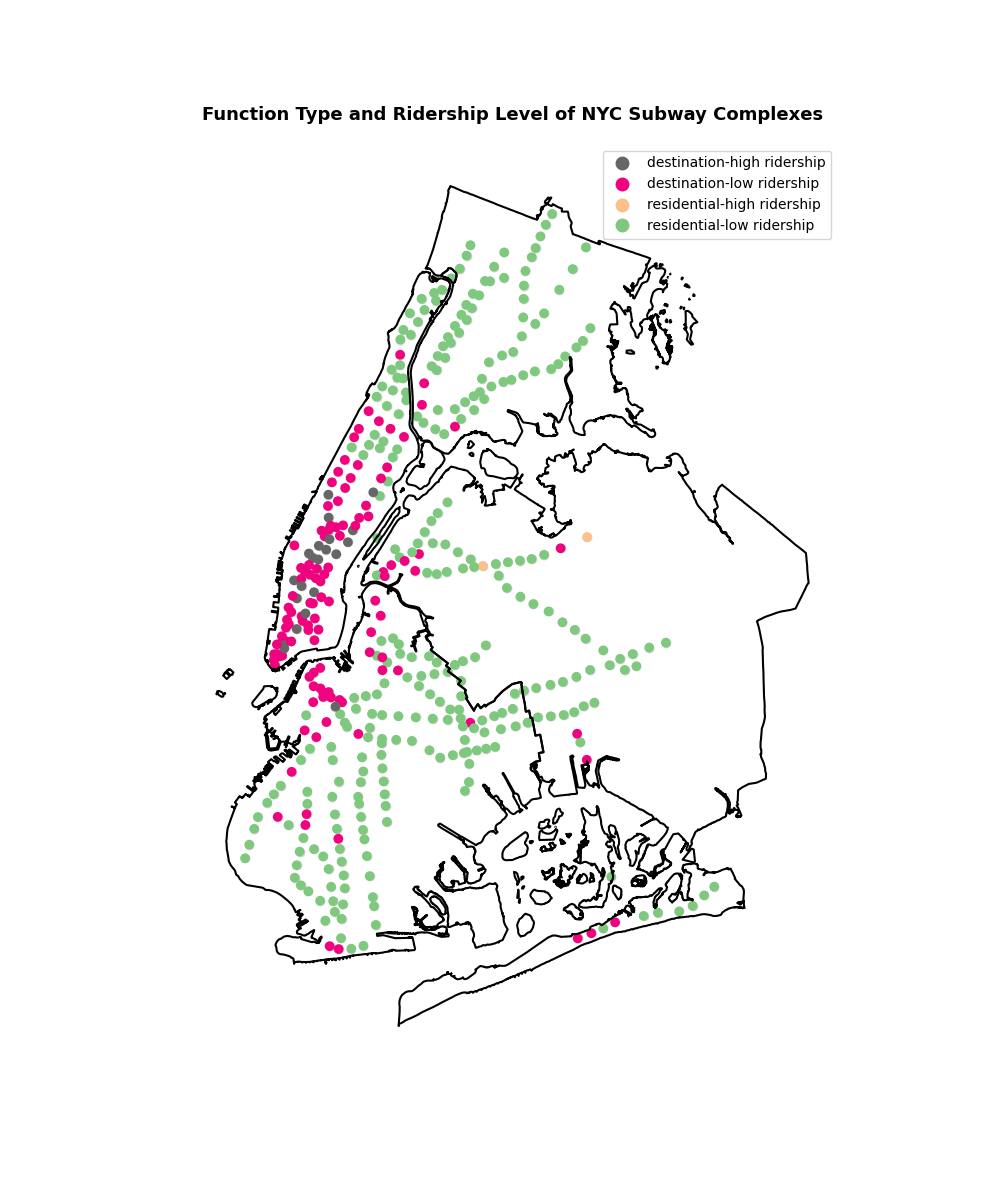 Function Type and Ridership Level of NYC Subway Complexes
destination-high ridership
destination-low ridership
residential-high ridership
residential-low ridership